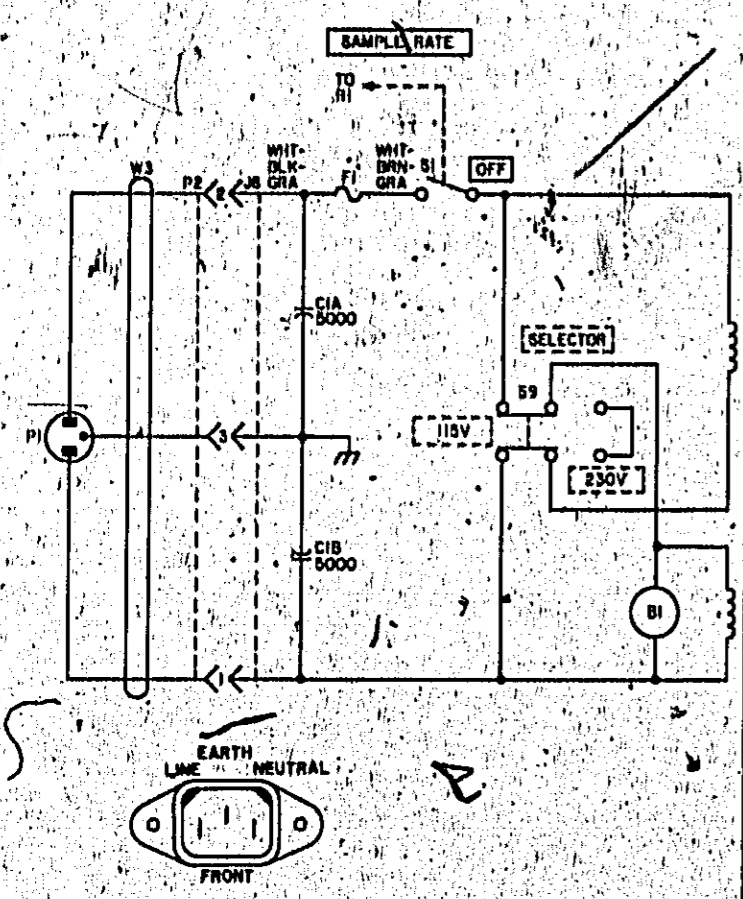 SAMPLE RATE
TO
R1
WHT-
BLK-
GRA
WHT-
BRN-
GRA
F1
S1
OFF
W3
P2
2
J6
C1A
5000
SELECTOR
S9
115V
230V
P1
3
C1B
5000
B1
1
EARTH
LINE
NEUTRAL
FRONT